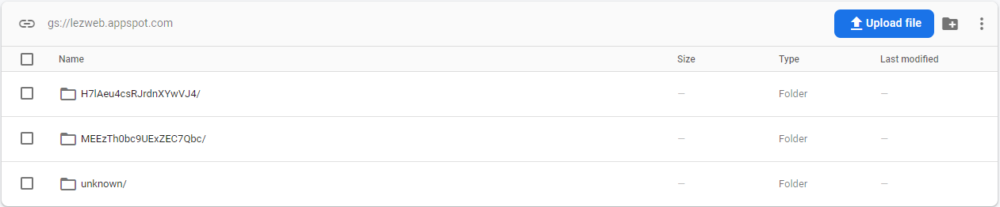 gs://lezweb.appspot.com
Upload file
Name Size Type Last modified
H7lAeu4csRJrdnXYwVJ4/ — Folder —
MEEzTh0bc9UExZEC7Qbc/ — Folder —
unknown/ — Folder —